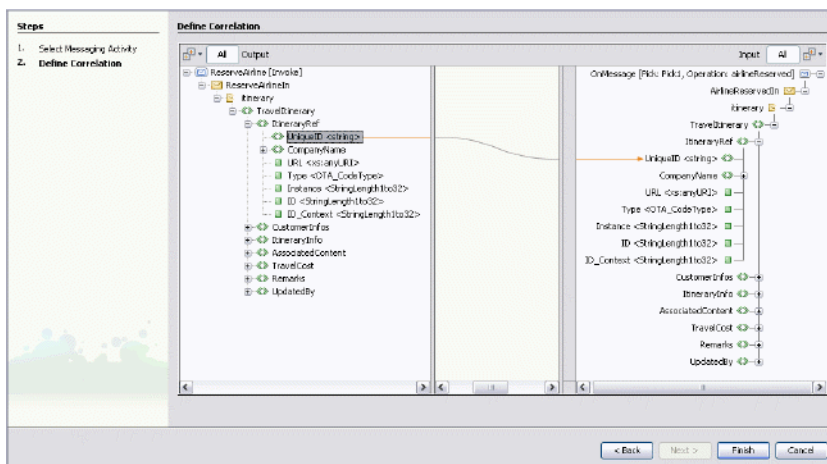 Steps
1. Select Messaging Activity
2. Define Correlation
Define Correlation
All Output
Input All
ReserveAirline [Invoke]
ReserveAirlineIn
itinerary
TravelItinerary
ItineraryRef
UniqueID <string>
CompanyName
URL <xs:anyURI>
Type <OTA_CodeType>
Instance <StringLength1to32>
ID <StringLength1to32>
ID_Context <StringLength1to32>
CustomerInfos
ItineraryInfo
AssociatedContent
TravelCost
Remarks
UpdatedBy
OnMessage [Pick: Pick1, Operation: airlineReserved]
AirlineReservedIn
itinerary
TravelItinerary
ItineraryRef
UniqueID <string>
CompanyName
URL <xs:anyURI>
Type <OTA_CodeType>
Instance <StringLength1to32>
ID <StringLength1to32>
ID_Context <StringLength1to32>
CustomerInfos
ItineraryInfo
AssociatedContent
TravelCost
Remarks
UpdatedBy
< Back Next > Finish Cancel